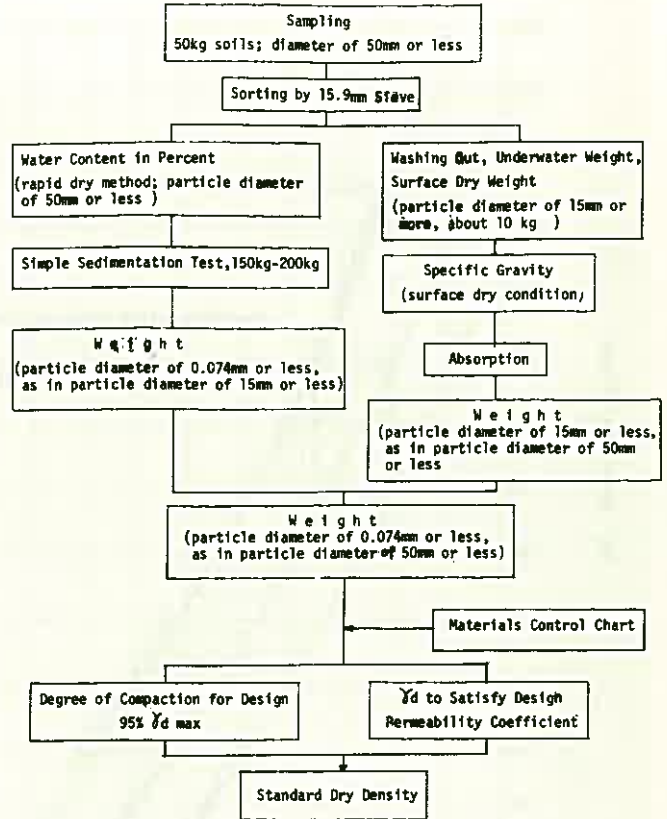 Sampling
50kg soils; diameter of 50mm or less
Sorting by 15.9mm Sieve
Water Content in Percent
(rapid dry method; particle diameter
of 50mm or less )
Washing Out, Underwater Weight,
Surface Dry Weight
(particle diameter of 15mm or
more, about 10 kg )
Simple Sedimentation Test,150kg-200kg
Specific Gravity
(surface dry condition)
W e i g h t
(particle diameter of 0.074mm or less,
as in particle diameter of 15mm or less)
Absorption
W e i g h t
(particle diameter of 15mm or less,
as in particle diameter of 50mm
or less
W e i g h t
(particle diameter of 0.074mm or less,
as in particle diameter of 50mm or less)
Materials Control Chart
Degree of Compaction for Design
95% γd max
γd to Satisfy Design
Permeability Coefficient
Standard Dry Density